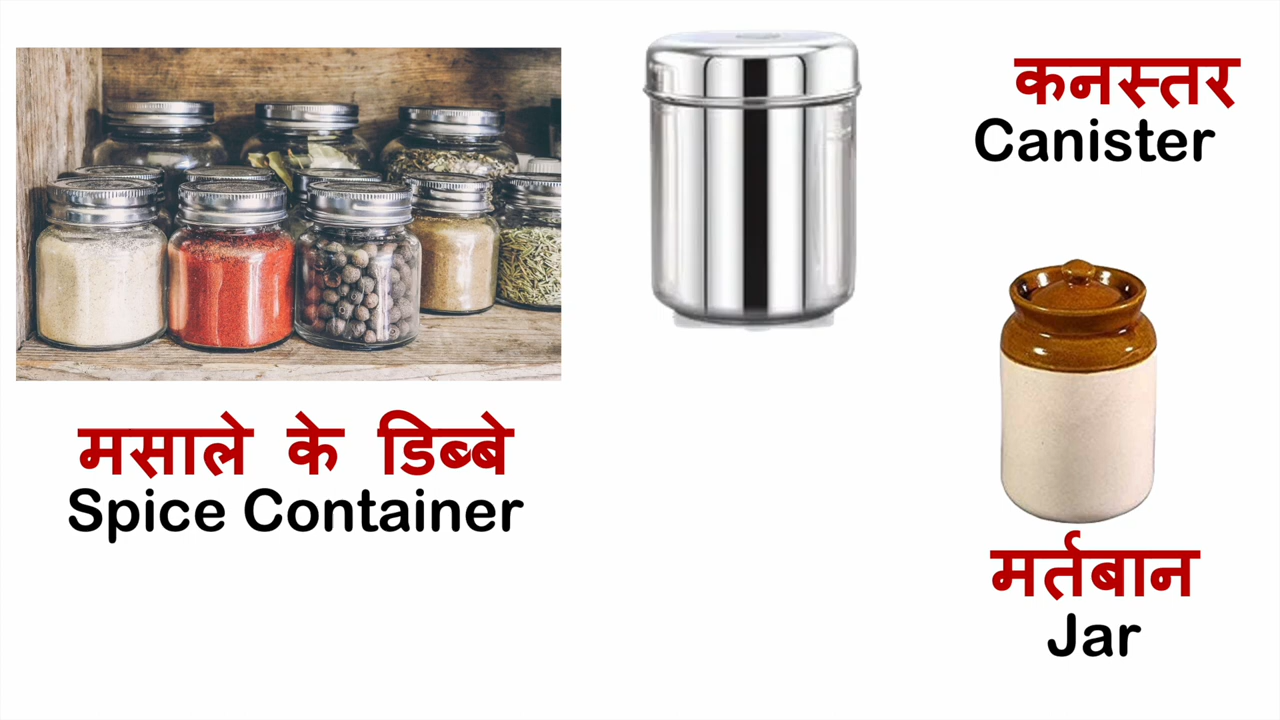 कनस्तर
Canister
मसाले के डिब्बे
Spice Container
मर्तबान
Jar